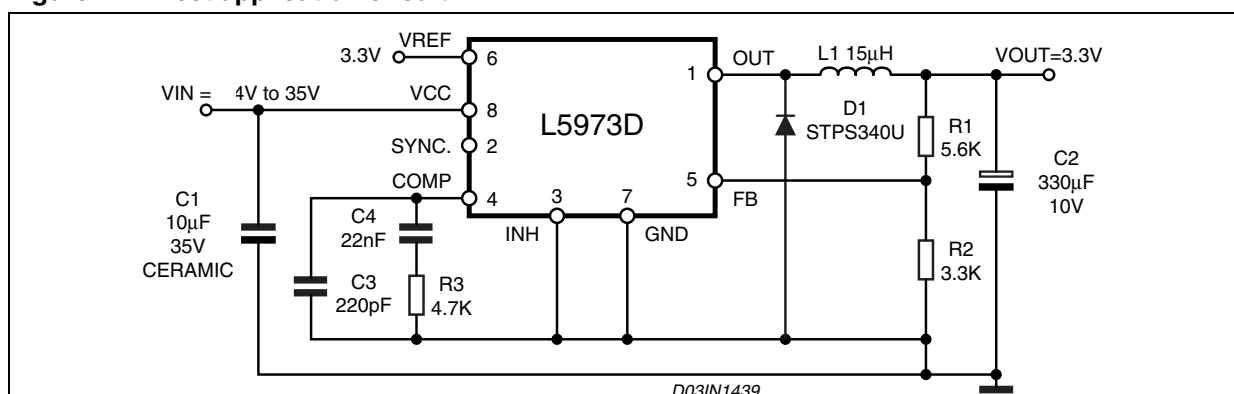 VREF
3.3V
6
VIN = 4V to 35V
VCC
8
SYNC.
2
COMP
4
L5973D
3
INH
7
GND
OUT
1
L1 15μH
VOUT=3.3V
D1
STPS340U
R1
5.6K
5
FB
C2
330μF
10V
R2
3.3K
C1
10μF
35V
CERAMIC
C4
22nF
C3
220pF
R3
4.7K
D03IN1439